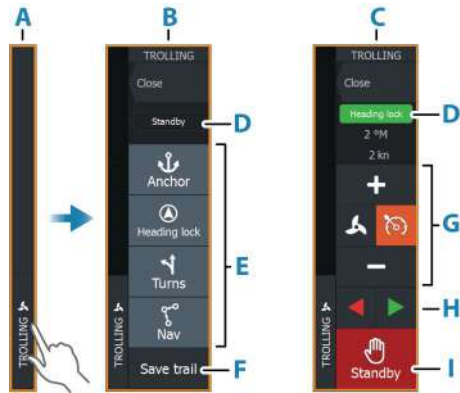 A
B
C
TROLLING
Close
Standby
D
Anchor
Heading lock
Turns
Nav
E
Save trail
F
TROLLING
TROLLING
TROLLING
Close
Heading lock
D
2 °M
2 kn
+
−
G
H
Standby
I
TROLLING